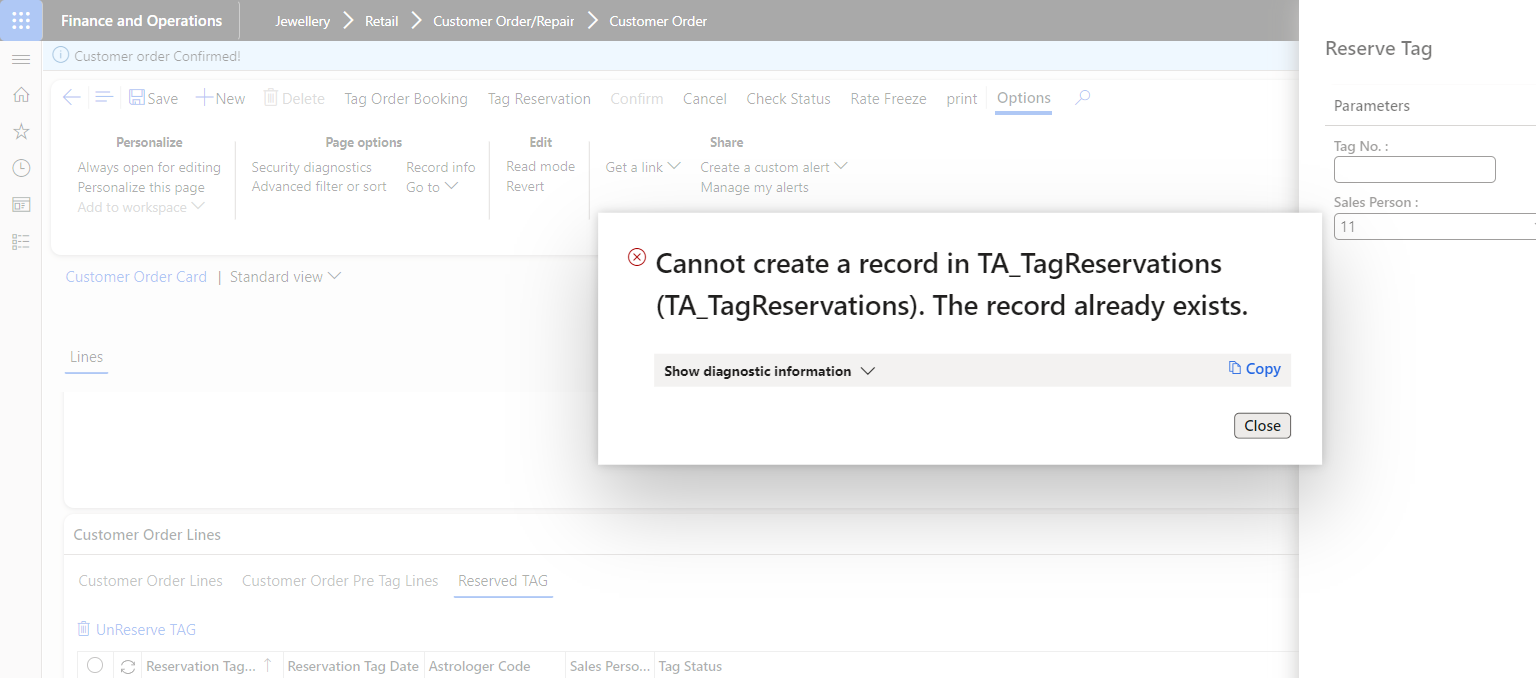 Finance and Operations
Jewellery Retail Customer Order/Repair Customer Order
Customer order Confirmed!
Save New Delete Tag Order Booking Tag Reservation Confirm Cancel Check Status Rate Freeze print Options
Personalize
Always open for editing
Personalize this page
Add to workspace
Page options
Security diagnostics
Advanced filter or sort
Record info
Go to
Edit
Read mode
Revert
Share
Get a link
Create a custom alert
Manage my alerts
Customer Order Card | Standard view
Lines
Customer Order Lines
Customer Order Lines Customer Order Pre Tag Lines Reserved TAG
UnReserve TAG
Reservation Tag... Reservation Tag Date Astrologer Code Sales Perso... Tag Status
Cannot create a record in TA_TagReservations
(TA_TagReservations). The record already exists.
Show diagnostic information
Copy
Close
Reserve Tag
Parameters
Tag No. :
Sales Person :
11